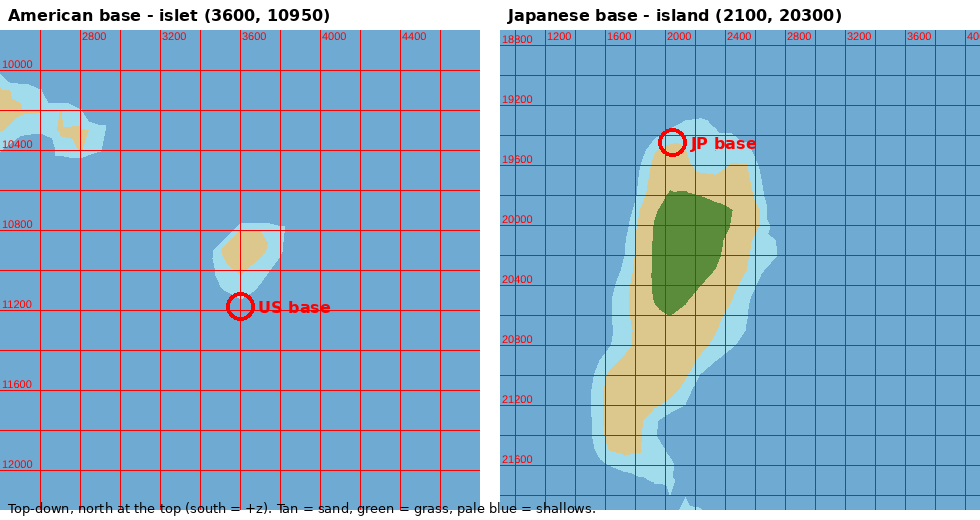 American base - islet (3600, 10950)
Japanese base - island (2100, 20300)
2800 3200 3600 4000 4400
10000
10400
10800
11200
11600
12000
US base
1200 1600 2000 2400 2800 3200 3600 40
18800
19200
19600
20000
20400
20800
21200
21600
JP base
Top-down, north at the top (south = +z). Tan = sand, green = grass, pale blue = shallows.